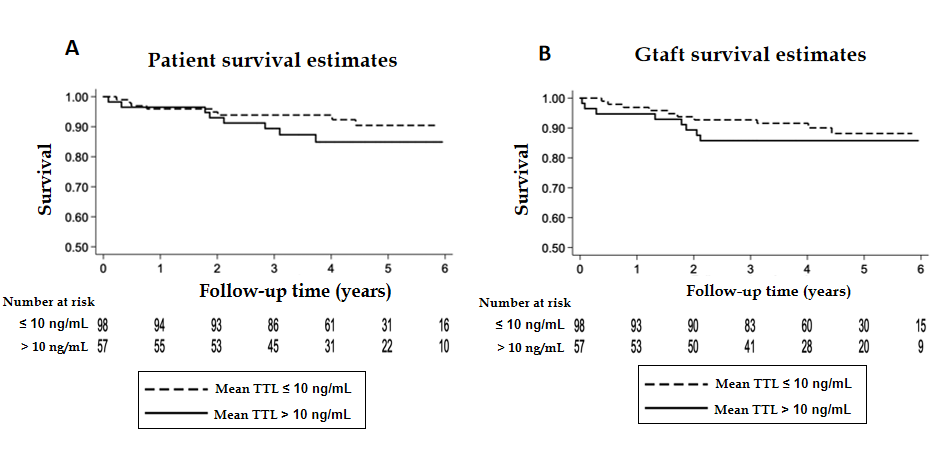 A
Patient survival estimates
1.00
0.90
0.80
0.70
0.60
0.50
Survival
0 1 2 3 4 5 6
Follow-up time (years)
Number at risk
≤ 10 ng/mL 98 94 93 86 61 31 16
> 10 ng/mL 57 55 53 45 31 22 10
Mean TTL ≤ 10 ng/mL
Mean TTL > 10 ng/mL
B
Gtaft survival estimates
1.00
0.90
0.80
0.70
0.60
0.50
Survival
0 1 2 3 4 5 6
Follow-up time (years)
Number at risk
≤ 10 ng/mL 98 93 90 83 60 30 15
> 10 ng/mL 57 53 50 41 28 20 9
Mean TTL ≤ 10 ng/mL
Mean TTL > 10 ng/mL